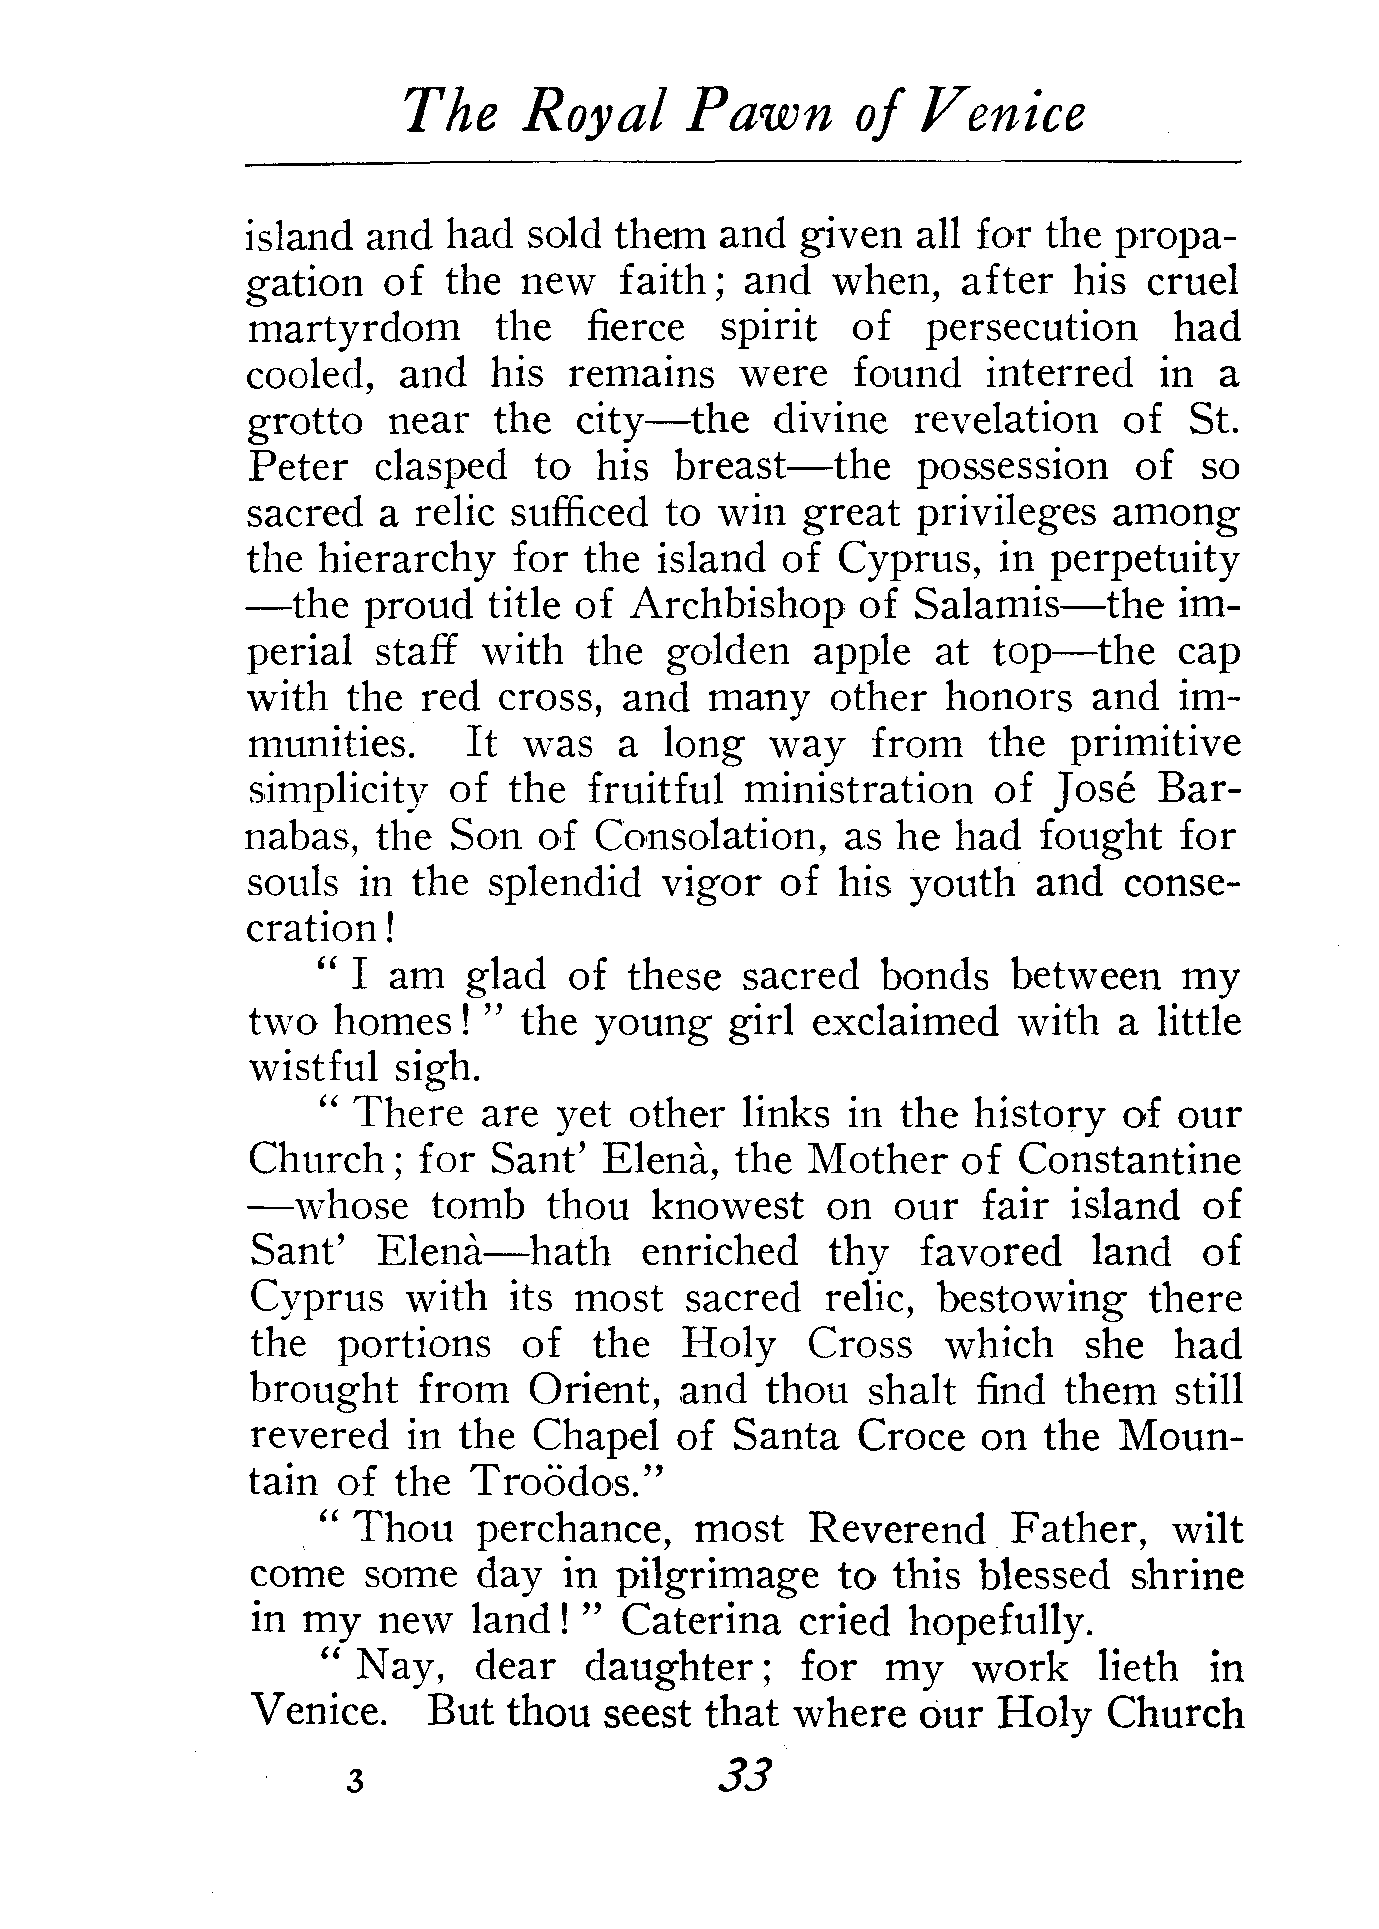 The Royal Pawn of Venice
island and had sold them and given all for the propa-
gation of the new faith; and when, after his cruel
martyrdom the fierce spirit of persecution had
cooled, and his remains were found interred in a
grotto near the city—the divine revelation of St.
Peter clasped to his breast—the possession of so
sacred a relic sufficed to win great privileges among
the hierarchy for the island of Cyprus, in perpetuity
—the proud title of Archbishop of Salamis—the im-
perial staff with the golden apple at top—the cap
with the red cross, and many other honors and im-
munities. It was a long way from the primitive
simplicity of the fruitful ministration of José Bar-
nabas, the Son of Consolation, as he had fought for
souls in the splendid vigor of his youth and conse-
cration!
" I am glad of these sacred bonds between my
two homes! " the young girl exclaimed with a little
wistful sigh.
" There are yet other links in the history of our
Church; for Sant' Elenà, the Mother of Constantine
—whose tomb thou knowest on our fair island of
Sant' Elenà—hath enriched thy favored land of
Cyprus with its most sacred relic, bestowing there
the portions of the Holy Cross which she had
brought from Orient, and thou shalt find them still
revered in the Chapel of Santa Croce on the Moun-
tain of the Troödos."
" Thou perchance, most Reverend Father, wilt
come some day in pilgrimage to this blessed shrine
in my new land! " Caterina cried hopefully.
" Nay, dear daughter; for my work lieth in
Venice. But thou seest that where our Holy Church
3 33